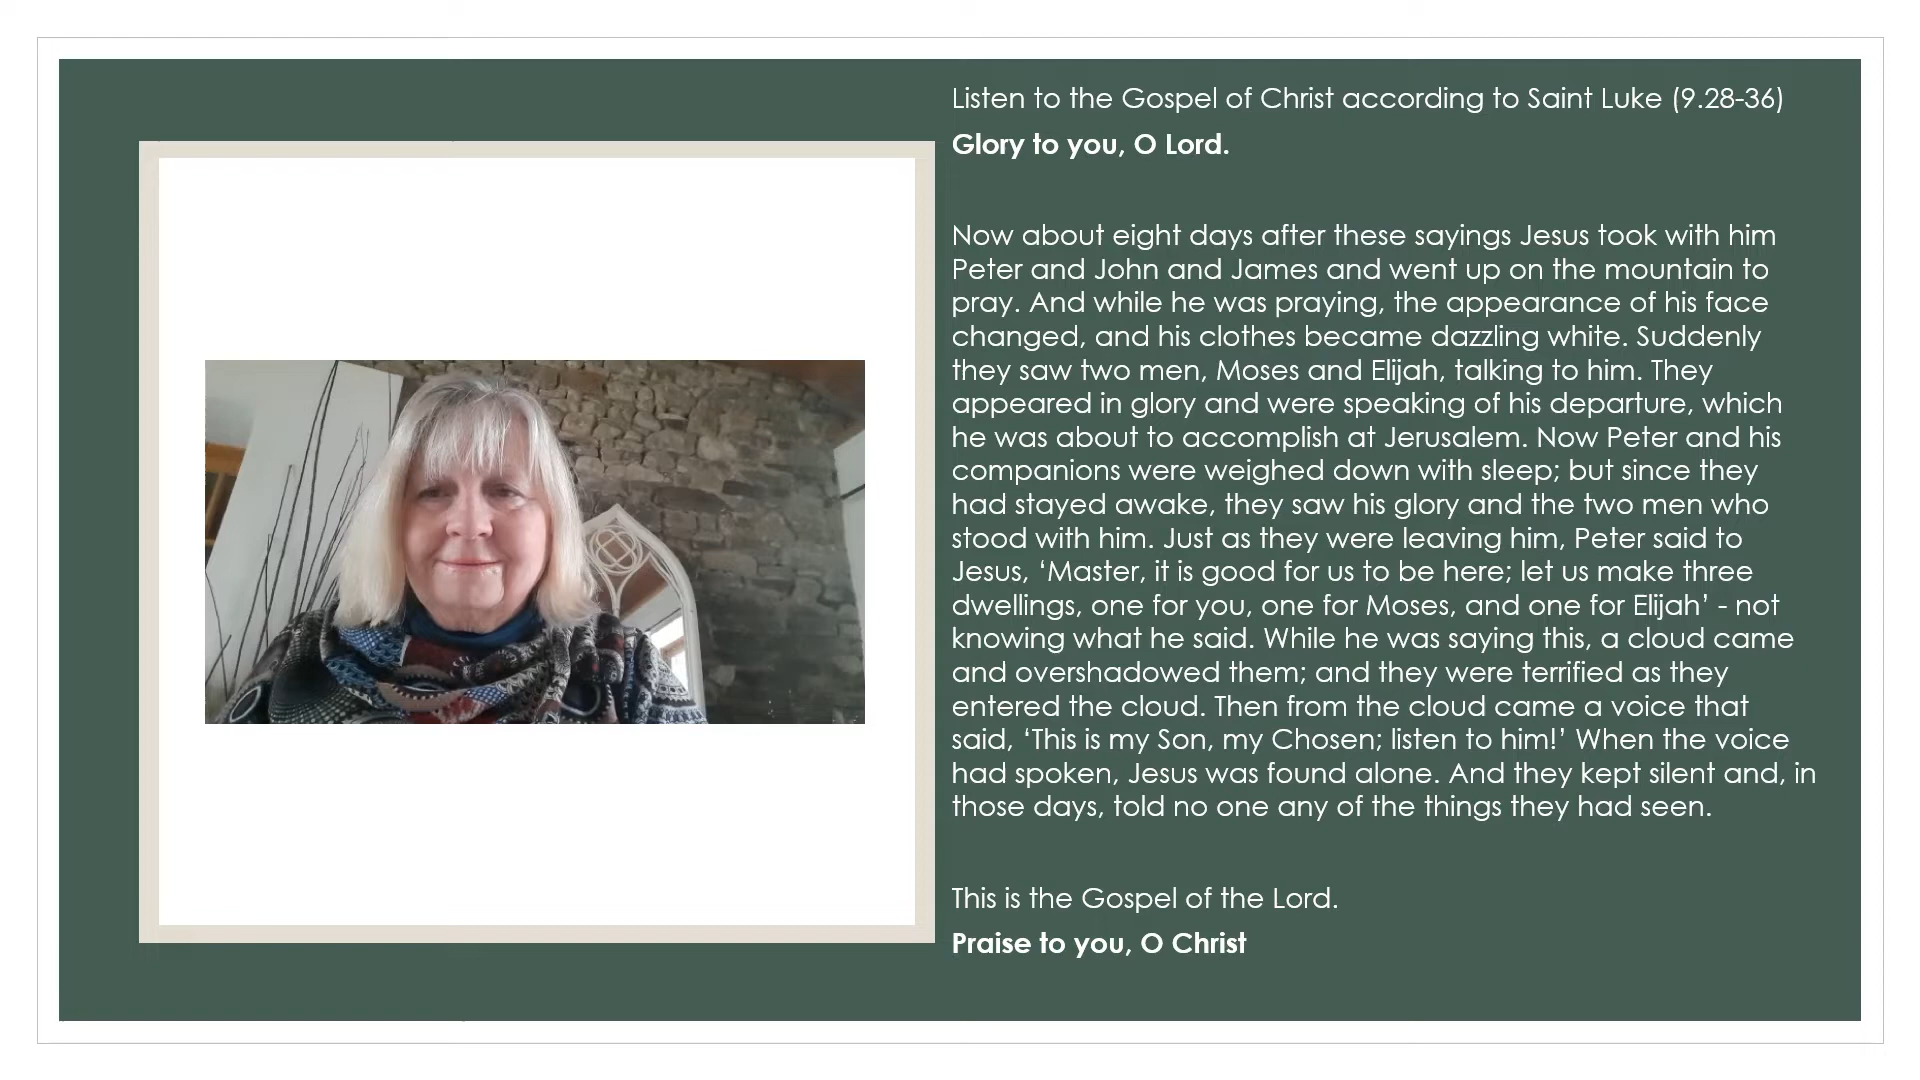 Listen to the Gospel of Christ according to Saint Luke (9.28-36)
Glory to you, O Lord.
Now about eight days after these sayings Jesus took with him
Peter and John and James and went up on the mountain to
pray. And while he was praying, the appearance of his face
changed, and his clothes became dazzling white. Suddenly
they saw two men, Moses and Elijah, talking to him. They
appeared in glory and were speaking of his departure, which
he was about to accomplish at Jerusalem. Now Peter and his
companions were weighed down with sleep; but since they
had stayed awake, they saw his glory and the two men who
stood with him. Just as they were leaving him, Peter said to
Jesus, ‘Master, it is good for us to be here; let us make three
dwellings, one for you, one for Moses, and one for Elijah’ - not
knowing what he said. While he was saying this, a cloud came
and overshadowed them; and they were terrified as they
entered the cloud. Then from the cloud came a voice that
said, ‘This is my Son, my Chosen; listen to him!’ When the voice
had spoken, Jesus was found alone. And they kept silent and, in
those days, told no one any of the things they had seen.
This is the Gospel of the Lord.
Praise to you, O Christ